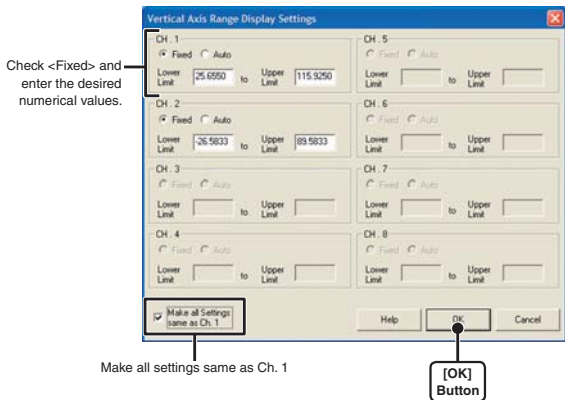 Vertical Axis Range Display Settings
CH. 1
Fixed Auto
Lower Limit 25.6550 to Upper Limit 115.9250
CH. 5
Fixed Auto
Lower Limit to Upper Limit
Check <Fixed> and
enter the desired
numerical values.
CH. 2
Fixed Auto
Lower Limit -26.5833 to Upper Limit 89.5833
CH. 6
Fixed Auto
Lower Limit to Upper Limit
CH. 3
Fixed Auto
Lower Limit to Upper Limit
CH. 7
Fixed Auto
Lower Limit to Upper Limit
CH. 4
Fixed Auto
Lower Limit to Upper Limit
CH. 8
Fixed Auto
Lower Limit to Upper Limit
Make all Settings
same as Ch. 1
Help OK Cancel
Make all settings same as Ch. 1
[OK]
Button